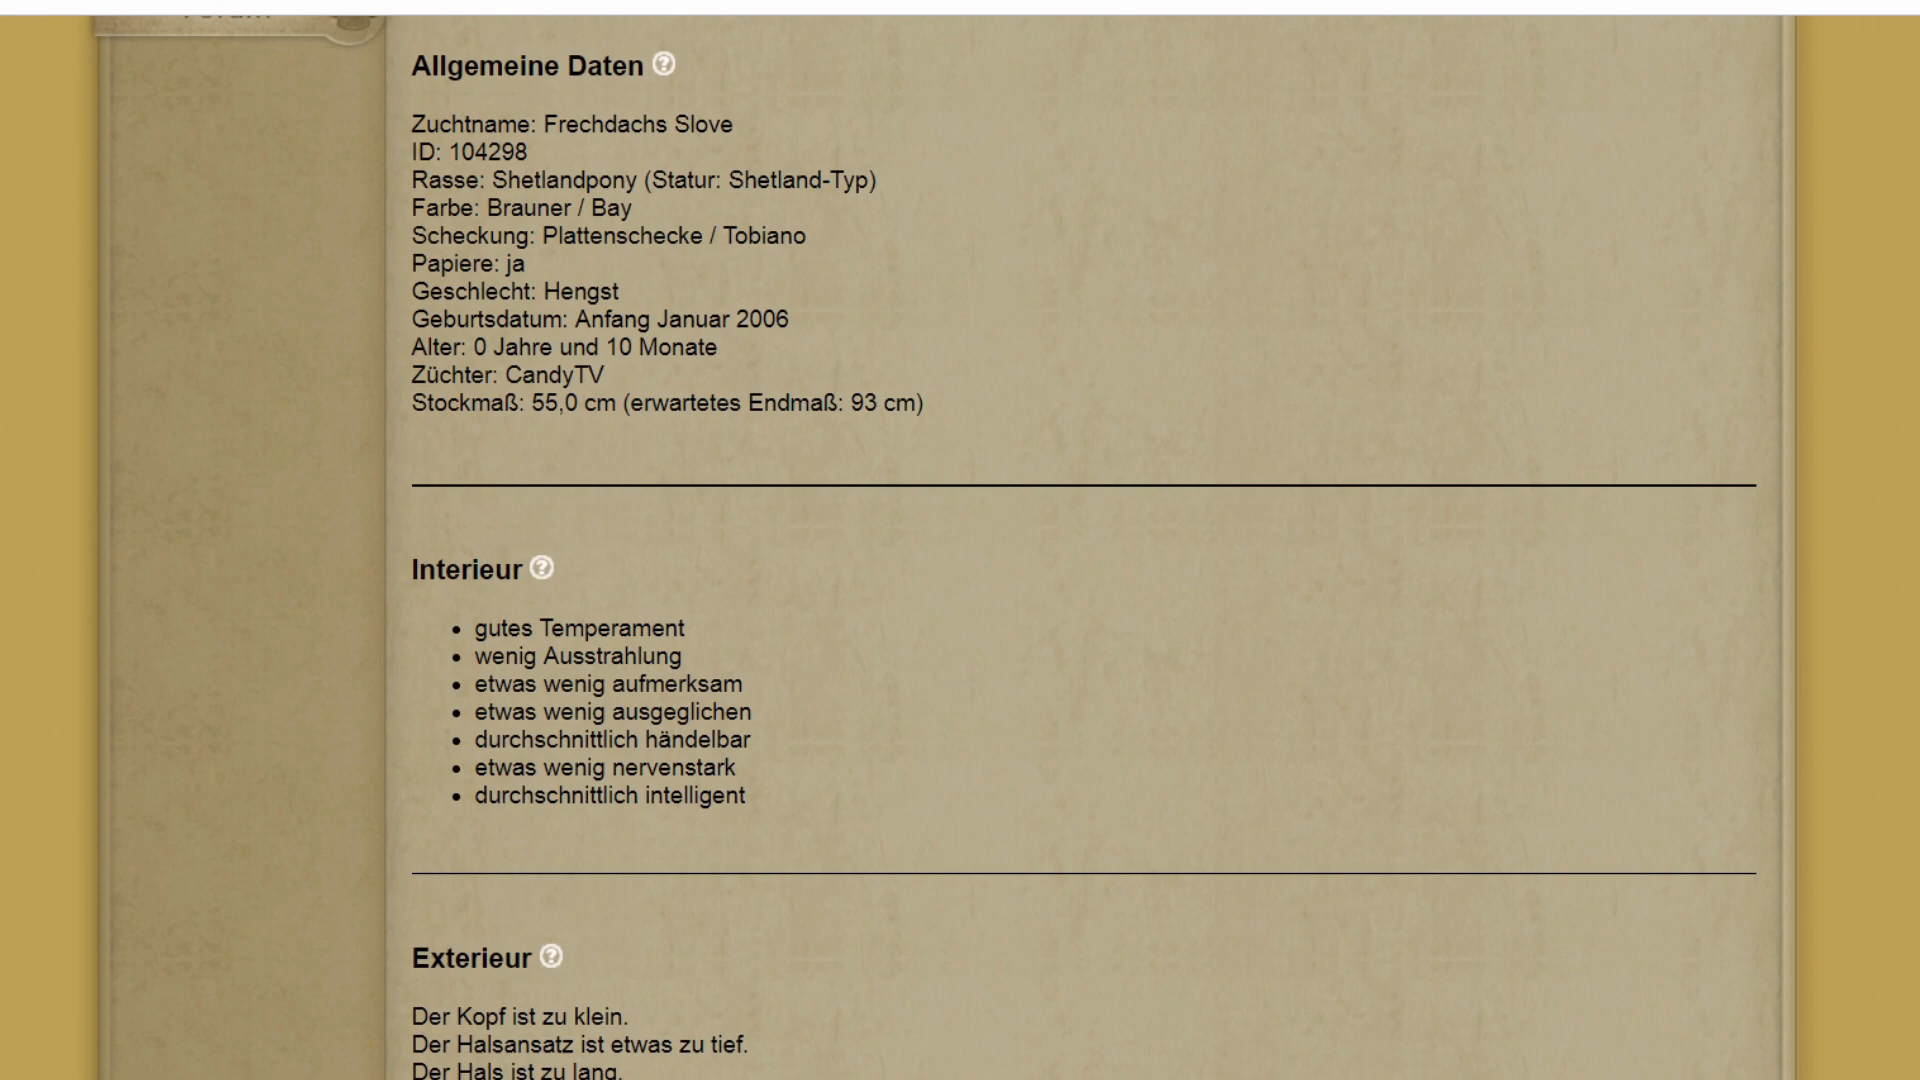 Allgemeine Daten
Zuchtname: Frechdachs Slove
ID: 104298
Rasse: Shetlandpony (Statur: Shetland-Typ)
Farbe: Brauner / Bay
Scheckung: Plattenschecke / Tobiano
Papiere: ja
Geschlecht: Hengst
Geburtsdatum: Anfang Januar 2006
Alter: 0 Jahre und 10 Monate
Züchter: CandyTV
Stockmaß: 55,0 cm (erwartetes Endmaß: 93 cm)
Interieur
• gutes Temperament
• wenig Ausstrahlung
• etwas wenig aufmerksam
• etwas wenig ausgeglichen
• durchschnittlich händelbar
• etwas wenig nervenstark
• durchschnittlich intelligent
Exterieur
Der Kopf ist zu klein.
Der Halsansatz ist etwas zu tief.
Der Hals ist zu lang.